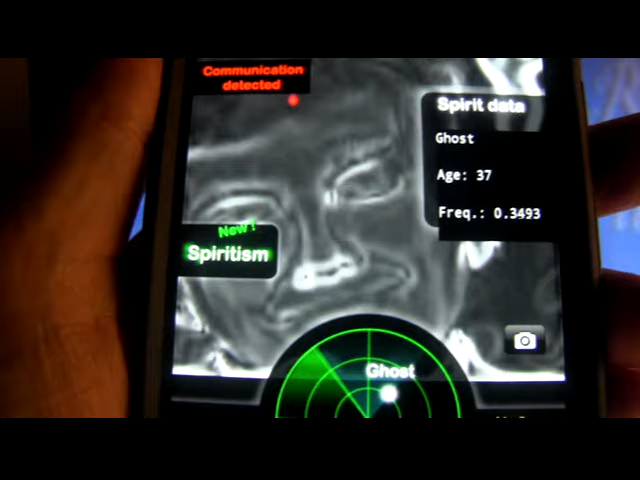 Communication
detected
Spirit data
Ghost
Age: 37
Freq.: 0.3493
New!
Spiritism
Ghost